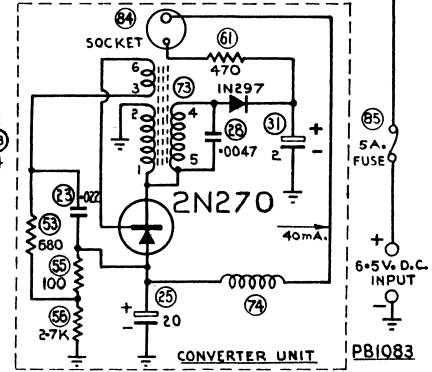 84
SOCKET
61
470
6
3
73
1N297
2
4
28
31
+
.0047
2
-
1
5
85
5A.
FUSE
23
.022
2N270
53
680
40mA.
55
100
+
25
-
20
74
56
2.7K
+
6.5V. D.C.
INPUT
-
CONVERTER UNIT
PB1083